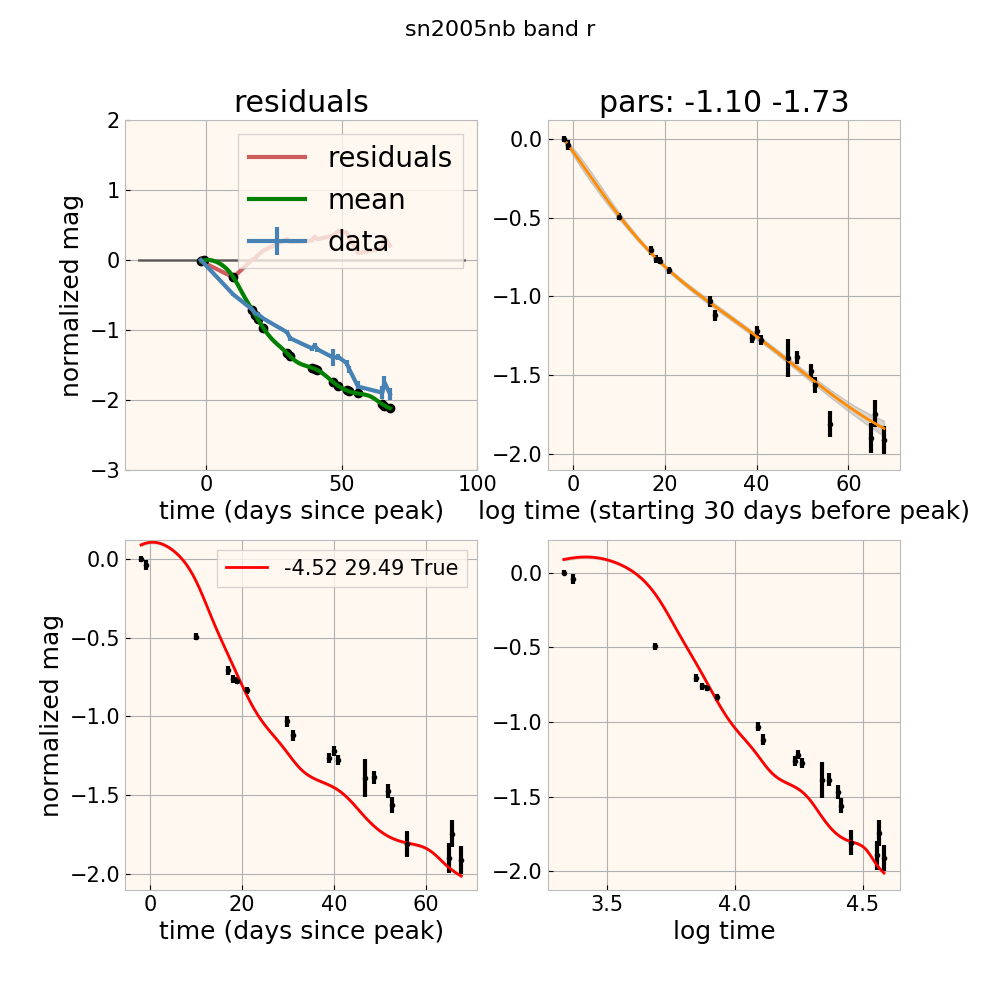 sn2005nb band r
residuals
pars: -1.10 -1.73
2
1
0
−1
−2
−3
normalized mag
residuals
mean
data
0
50
100
time (days since peak)
0.0
−0.5
−1.0
−1.5
−2.0
0
20
40
60
log time (starting 30 days before peak)
0.0
−0.5
−1.0
−1.5
−2.0
normalized mag
-4.52 29.49 True
0
20
40
60
time (days since peak)
0.0
−0.5
−1.0
−1.5
−2.0
3.5
4.0
4.5
log time